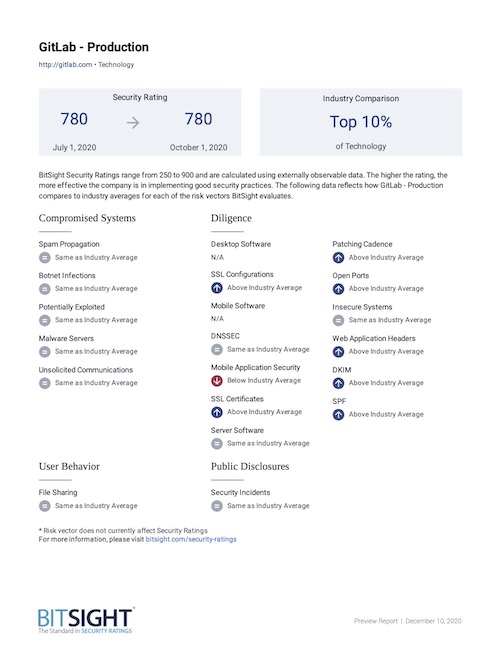 GitLab - Production
http://gitlab.com • Technology
Security Rating
780
780
July 1, 2020
October 1, 2020
Industry Comparison
Top 10%
of Technology
BitSight Security Ratings range from 250 to 900 and are calculated using externally observable data. The higher the rating, the
more effective the company is in implementing good security practices. The following data reflects how GitLab - Production
compares to industry averages for each of the risk vectors BitSight evaluates.
Compromised Systems
Spam Propagation
Same as Industry Average
Botnet Infections
Same as Industry Average
Potentially Exploited
Same as Industry Average
Malware Servers
Same as Industry Average
Unsolicited Communications
Same as Industry Average
Diligence
Desktop Software
N/A
SSL Configurations
Above Industry Average
Mobile Software
N/A
DNSSEC
Same as Industry Average
Mobile Application Security
Below Industry Average
SSL Certificates
Above Industry Average
Server Software
Same as Industry Average
Patching Cadence
Above Industry Average
Open Ports
Above Industry Average
Insecure Systems
Same as Industry Average
Web Application Headers
Above Industry Average
DKIM
Above Industry Average
SPF
Above Industry Average
User Behavior
File Sharing
Same as Industry Average
Public Disclosures
Security Incidents
Same as Industry Average
* Risk vector does not currently affect Security Ratings
For more information, please visit bitsight.com/security-ratings
BITSIGHT®
The Standard in SECURITY RATINGS
Preview Report | December 10, 2020